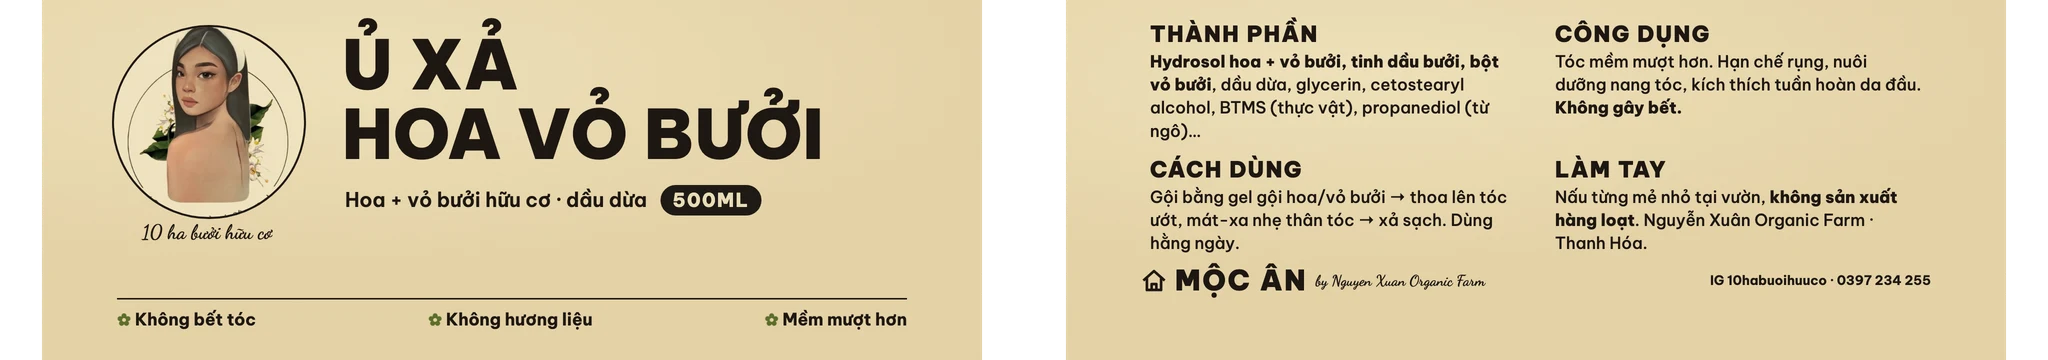 Ủ XẢ
HOA VỎ BƯỞI
Hoa + vỏ bưởi hữu cơ · dầu dừa 500ML
10 ha bưởi hữu cơ
Không bết tóc
Không hương liệu
Mềm mượt hơn
THÀNH PHẦN
Hydrosol hoa + vỏ bưởi, tinh dầu bưởi, bột
vỏ bưởi, dầu dừa, glycerin, cetostearyl
alcohol, BTMS (thực vật), propanediol (từ
ngô)...
CÔNG DỤNG
Tóc mềm mượt hơn. Hạn chế rụng, nuôi
dưỡng nang tóc, kích thích tuần hoàn da đầu.
Không gây bết.
CÁCH DÙNG
Gội bằng gel gội hoa/vỏ bưởi → thoa lên tóc
ướt, mát-xa nhẹ thân tóc → xả sạch. Dùng
hằng ngày.
LÀM TAY
Nấu từng mẻ nhỏ tại vườn, không sản xuất
hàng loạt. Nguyễn Xuân Organic Farm ·
Thanh Hóa.
MỘC ÂN by Nguyen Xuan Organic Farm
IG 10habuoihuuco · 0397 234 255